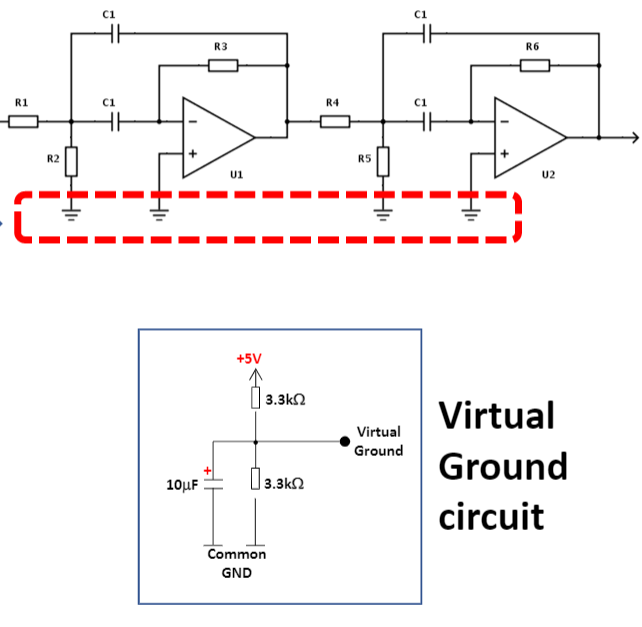 C1
C1
R3
R6
R1
C1
R4
C1
−
−
R2
+
R5
+
U1
U2
+5V
3.3kΩ
Virtual
Ground
+
10μF
3.3kΩ
Common
GND
Virtual
Ground
circuit